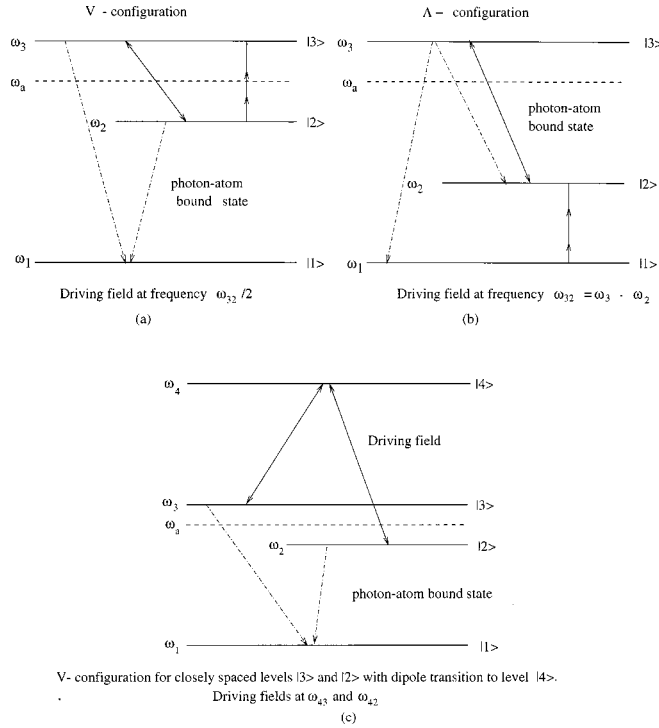 V - configuration
ω3 |3>
ωa
ω2 |2>
photon-atom
bound state
ω1 |1>
Driving field at frequency ω32 /2
(a)
Λ - configuration
ω3 |3>
ωa
photon-atom
bound state
ω2 |2>
ω1 |1>
Driving field at frequency ω32 = ω3 - ω2
(b)
ω4 |4>
Driving field
ω3 |3>
ωa
ω2 |2>
photon-atom bound state
ω1 |1>
V- configuration for closely spaced levels |3> and |2> with dipole transition to level |4>.
Driving fields at ω43 and ω42
(c)